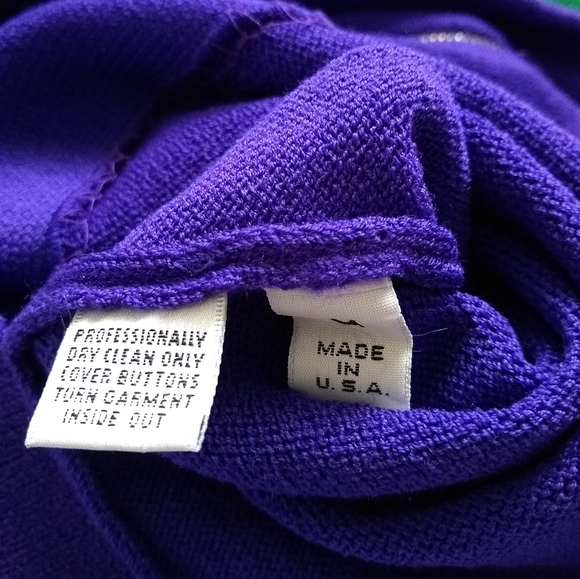 PROFESSIONALLY
DRY CLEAN ONLY
COVER BUTTONS
TURN GARMENT
INSIDE OUT
MADE
IN
U.S.A.